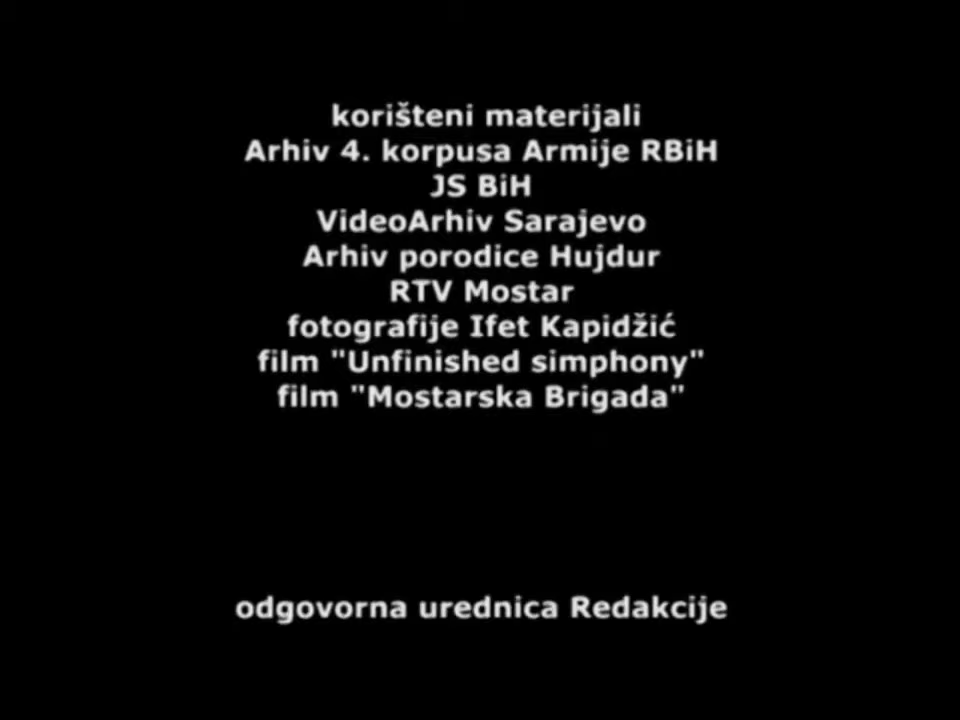 korišteni materijali
Arhiv 4. korpusa Armije RBiH
JS BiH
VideoArhiv Sarajevo
Arhiv porodice Hujdur
RTV Mostar
fotografije Ifet Kapidžić
film "Unfinished simphony"
film "Mostarska Brigada"
odgovorna urednica Redakcije